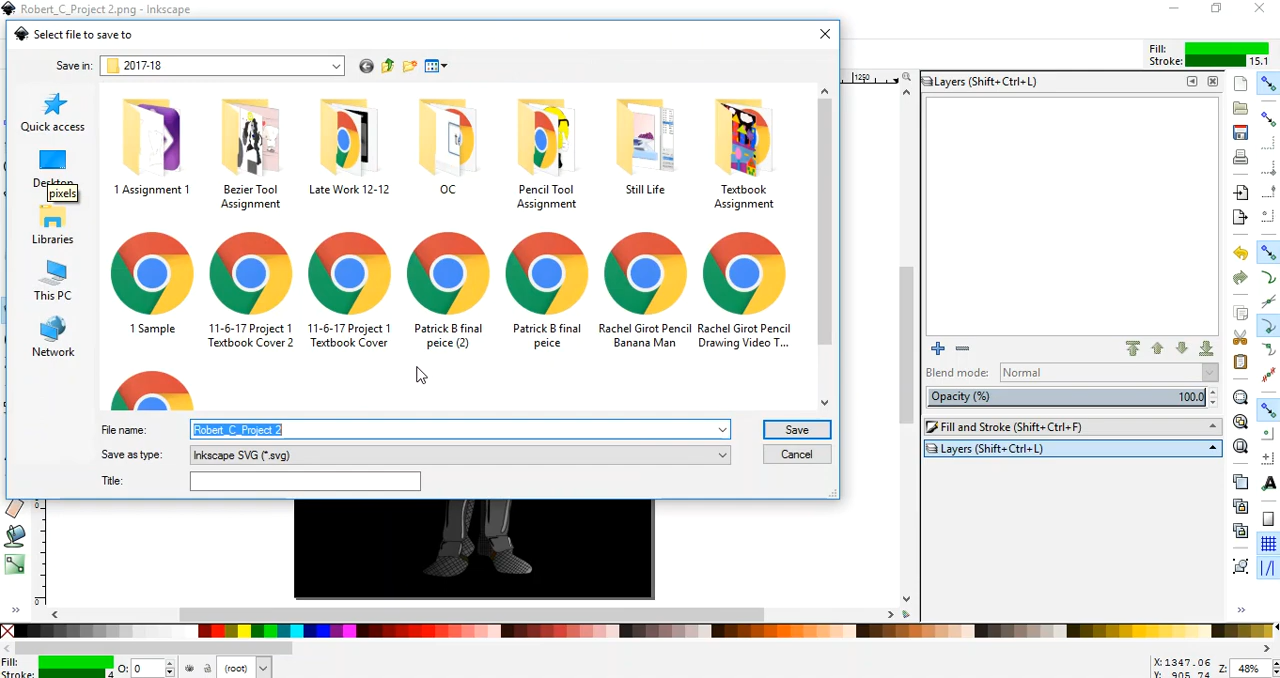 Robert_C_Project 2.png - Inkscape
Select file to save to
Save in: 2017-18
Fill:
Stroke: 15.1
1250
Layers (Shift+Ctrl+L)
Quick access
Desktop
pixels
Libraries
This PC
Network
1 Assignment 1
Bezier Tool
Assignment
Late Work 12-12
OC
Pencil Tool
Assignment
Still Life
Textbook
Assignment
1 Sample
11-6-17 Project 1
Textbook Cover 2
11-6-17 Project 1
Textbook Cover
Patrick B final
peice (2)
Patrick B final
peice
Rachel Girot Pencil
Banana Man
Rachel Girot Pencil
Drawing Video T...
File name: Robert_C_Project 2
Save
Save as type: Inkscape SVG (*.svg)
Cancel
Title:
Blend mode: Normal
Opacity (%) 100.0
Fill and Stroke (Shift+Ctrl+F)
Layers (Shift+Ctrl+L)
Fill:
Stroke: 4
O: 0
(root)
X: 1347.06
Y: 905.74
Z: 48%